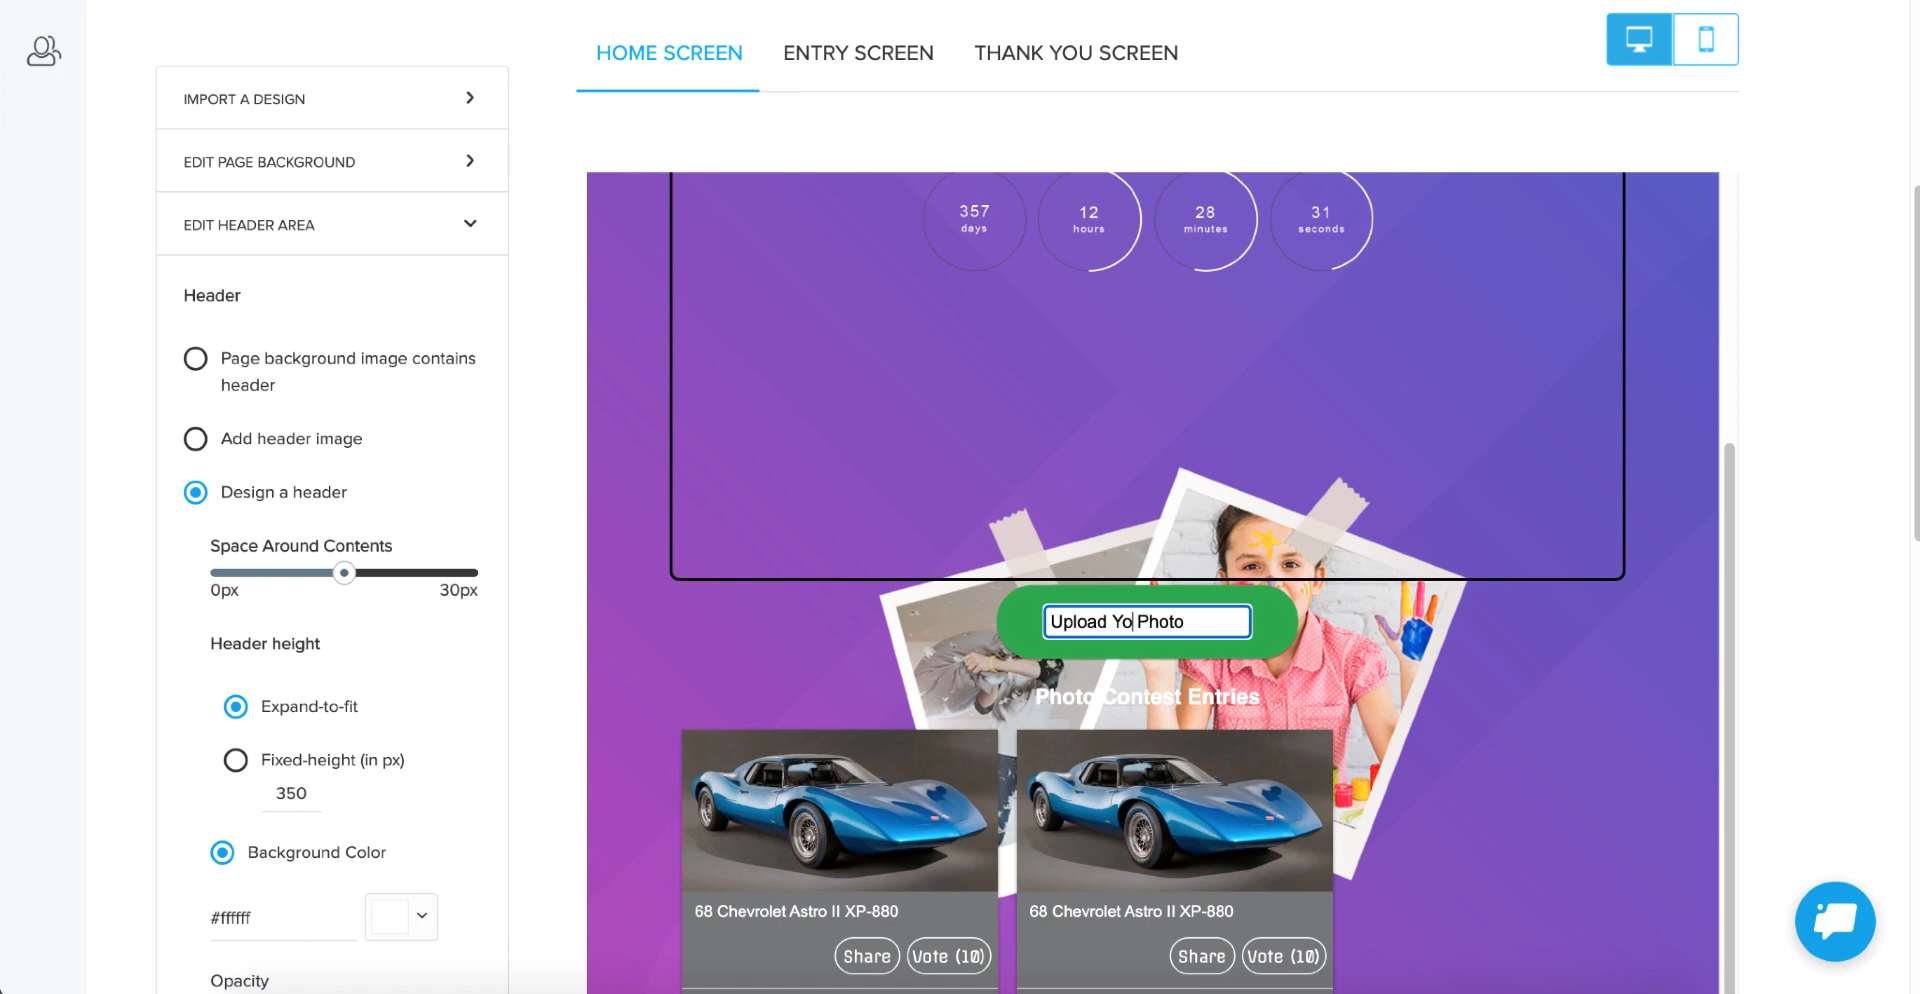 HOME SCREEN
ENTRY SCREEN
THANK YOU SCREEN
IMPORT A DESIGN
EDIT PAGE BACKGROUND
EDIT HEADER AREA
Header
Page background image contains
header
Add header image
Design a header
Space Around Contents
0px
30px
Header height
Expand-to-fit
Fixed-height (in px)
350
Background Color
#ffffff
Opacity
357
days
12
hours
28
minutes
31
seconds
Upload Yo Photo
Photo Contest Entries
68 Chevrolet Astro II XP-880
Share
Vote (10)
68 Chevrolet Astro II XP-880
Share
Vote (10)